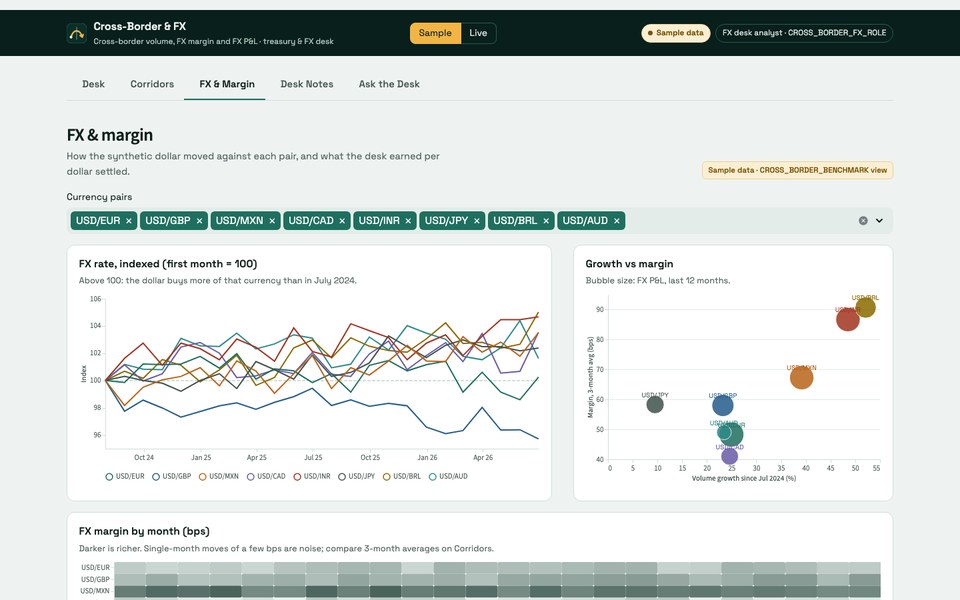 Cross-Border & FX
Cross-border volume, FX margin and FX P&L · treasury & FX desk
Sample
Live
Sample data
FX desk analyst · CROSS_BORDER_FX_ROLE
Desk
Corridors
FX & Margin
Desk Notes
Ask the Desk
FX & margin
How the synthetic dollar moved against each pair, and what the desk earned per
dollar settled.
Sample data · CROSS_BORDER_BENCHMARK view
Currency pairs
USD/EUR ×
USD/GBP ×
USD/MXN ×
USD/CAD ×
USD/INR ×
USD/JPY ×
USD/BRL ×
USD/AUD ×
FX rate, indexed (first month = 100)
Above 100: the dollar buys more of that currency than in July 2024.
106
104
102
100
98
96
Index
Oct 24
Jan 25
Apr 25
Jul 25
Oct 25
Jan 26
Apr 26
USD/EUR
USD/GBP
USD/MXN
USD/CAD
USD/INR
USD/JPY
USD/BRL
USD/AUD
Growth vs margin
Bubble size: FX P&L, last 12 months.
90
80
70
60
50
40
Margin, 3-month avg (bps)
USD/BRL
USD/MXN
USD/JPY
USD/GBP
USD/CAD
0
5
10
15
20
25
30
35
40
45
50
55
Volume growth since Jul 2024 (%)
FX margin by month (bps)
Darker is richer. Single-month moves of a few bps are noise; compare 3-month averages on Corridors.
USD/EUR
USD/GBP
USD/MXN